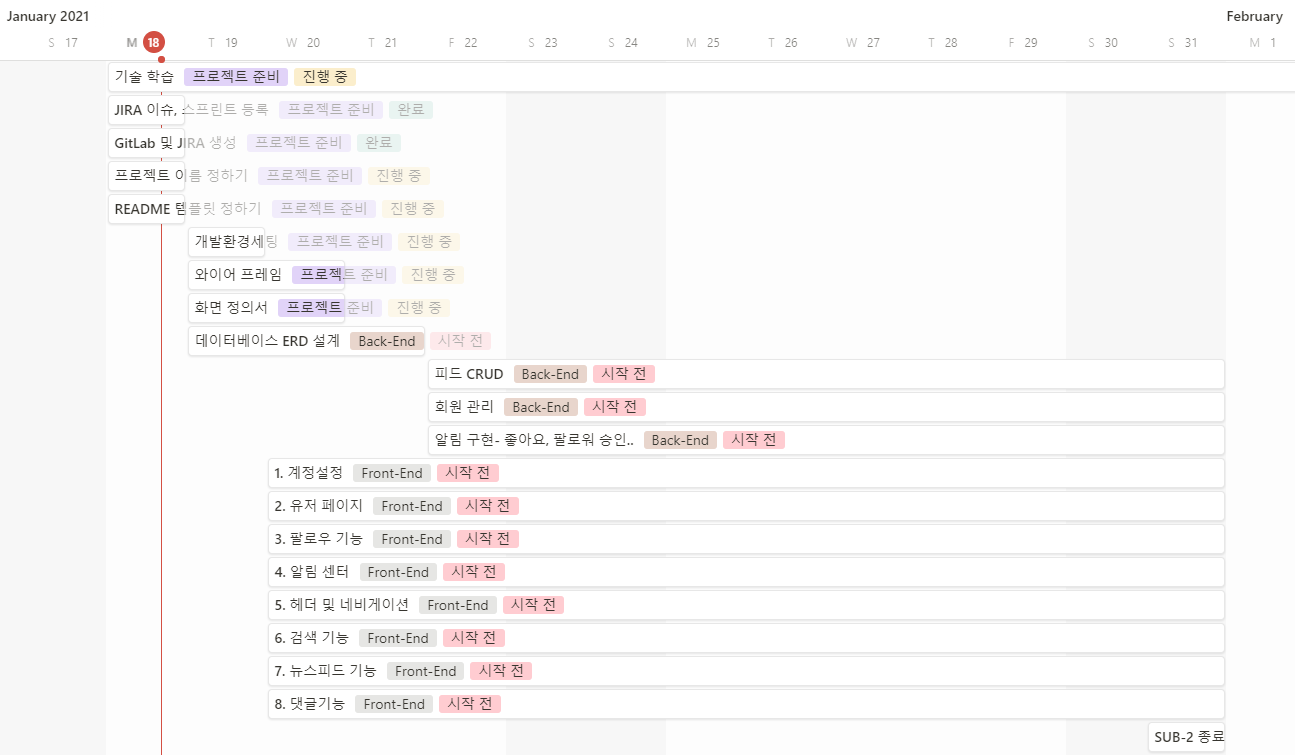 January 2021 February
S 17 M 18 T 19 W 20 T 21 F 22 S 23 S 24 M 25 T 26 W 27 T 28 F 29 S 30 S 31 M 1
기술 학습 프로젝트 준비 진행 중
JIRA 이슈, 스프린트 등록 프로젝트 준비 완료
GitLab 및 JIRA 생성 프로젝트 준비 완료
프로젝트 이름 정하기 프로젝트 준비 진행 중
README 템플릿 정하기 프로젝트 준비 진행 중
개발환경세팅 프로젝트 준비 진행 중
와이어 프레임 프로젝트 준비 진행 중
화면 정의서 프로젝트 준비 진행 중
데이터베이스 ERD 설계 Back-End 시작 전
피드 CRUD Back-End 시작 전
회원 관리 Back-End 시작 전
알림 구현- 좋아요, 팔로워 승인.. Back-End 시작 전
1. 계정설정 Front-End 시작 전
2. 유저 페이지 Front-End 시작 전
3. 팔로우 기능 Front-End 시작 전
4. 알림 센터 Front-End 시작 전
5. 헤더 및 네비게이션 Front-End 시작 전
6. 검색 기능 Front-End 시작 전
7. 뉴스피드 기능 Front-End 시작 전
8. 댓글기능 Front-End 시작 전
SUB-2 종료